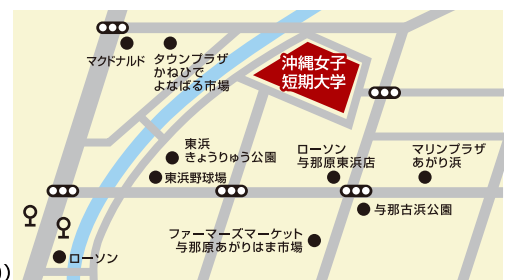 沖縄女子
短期大学
マクドナルド
タウンプラザ
かねひで
よなばる市場
東浜
きょうりゅう公園
東浜野球場
ローソン
与那原東浜店
マリンプラザ
あがり浜
与那古浜公園
ファーマーズマーケット
与那原あがりはま市場
ローソン
)